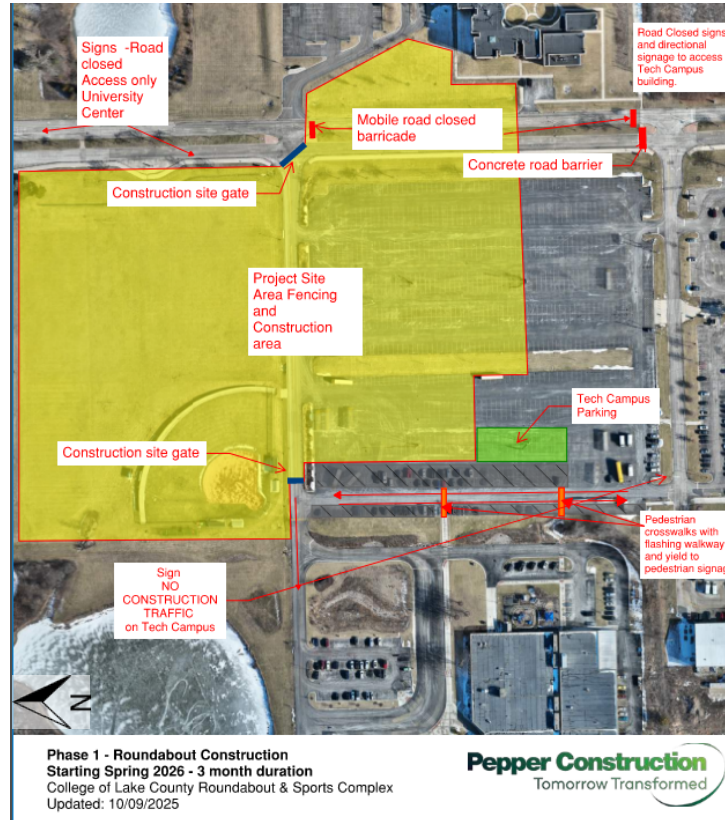 Signs -Road
closed
Access only
University
Center
Road Closed signs
and directional
signage to access
Tech Campus
building.
Mobile road closed
barricade
Concrete road barrier
Construction site gate
Project Site
Area Fencing
and
Construction
area
Tech Campus
Parking
Construction site gate
Pedestrian
crosswalks with
flashing walkway
and yield to
pedestrian signag
Sign
NO
CONSTRUCTION
TRAFFIC
on Tech Campus
N
Phase 1 - Roundabout Construction
Starting Spring 2026 - 3 month duration
College of Lake County Roundabout & Sports Complex
Updated: 10/09/2025
Pepper Construction
Tomorrow Transformed